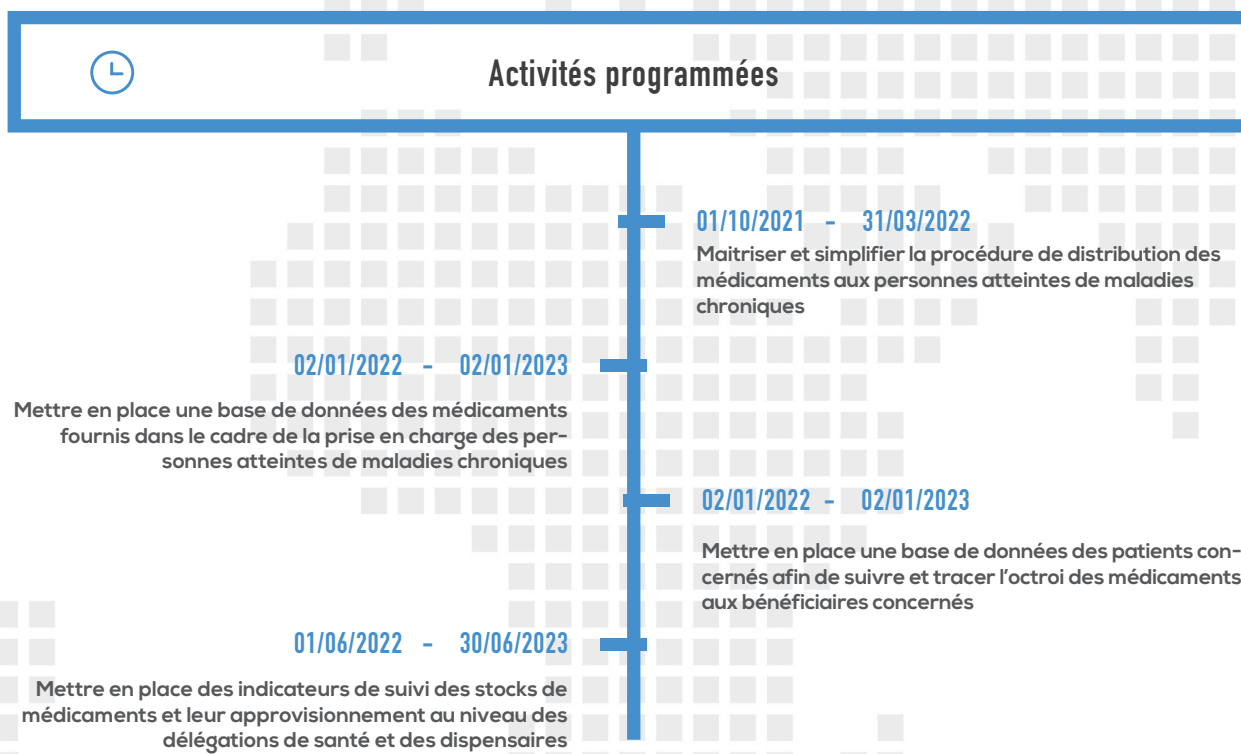 Activités programmées
01/10/2021 - 31/03/2022
Maitriser et simplifier la procédure de distribution des
médicaments aux personnes atteintes de maladies
chroniques
02/01/2022 - 02/01/2023
Mettre en place une base de données des médicaments
fournis dans le cadre de la prise en charge des per-
sonnes atteintes de maladies chroniques
02/01/2022 - 02/01/2023
Mettre en place une base de données des patients con-
cernés afin de suivre et tracer l'octroi des médicaments
aux bénéficiaires concernés
01/06/2022 - 30/06/2023
Mettre en place des indicateurs de suivi des stocks de
médicaments et leur approvisionnement au niveau des
délégations de santé et des dispensaires